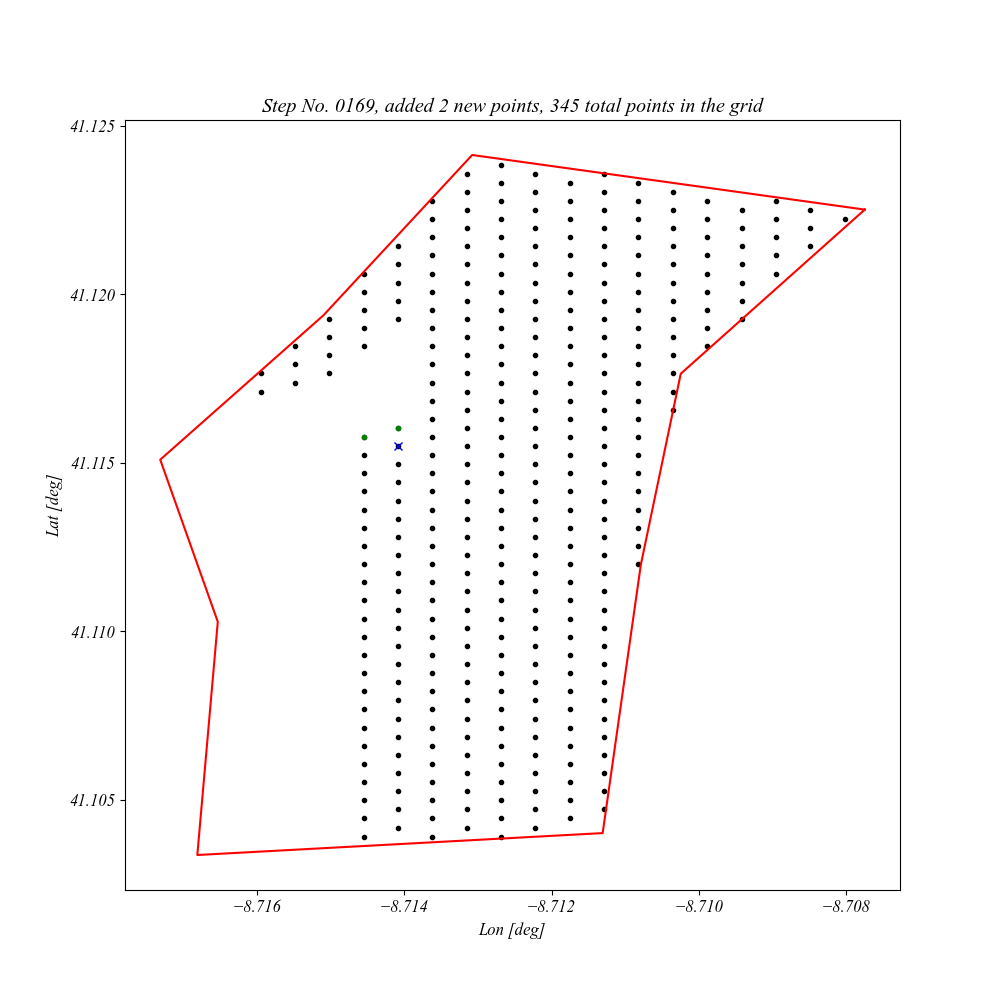 Step No. 0169, added 2 new points, 345 total points in the grid
41.125
41.120
41.115
41.110
41.105
Lat [deg]
−8.716 −8.714 −8.712 −8.710 −8.708
Lon [deg]